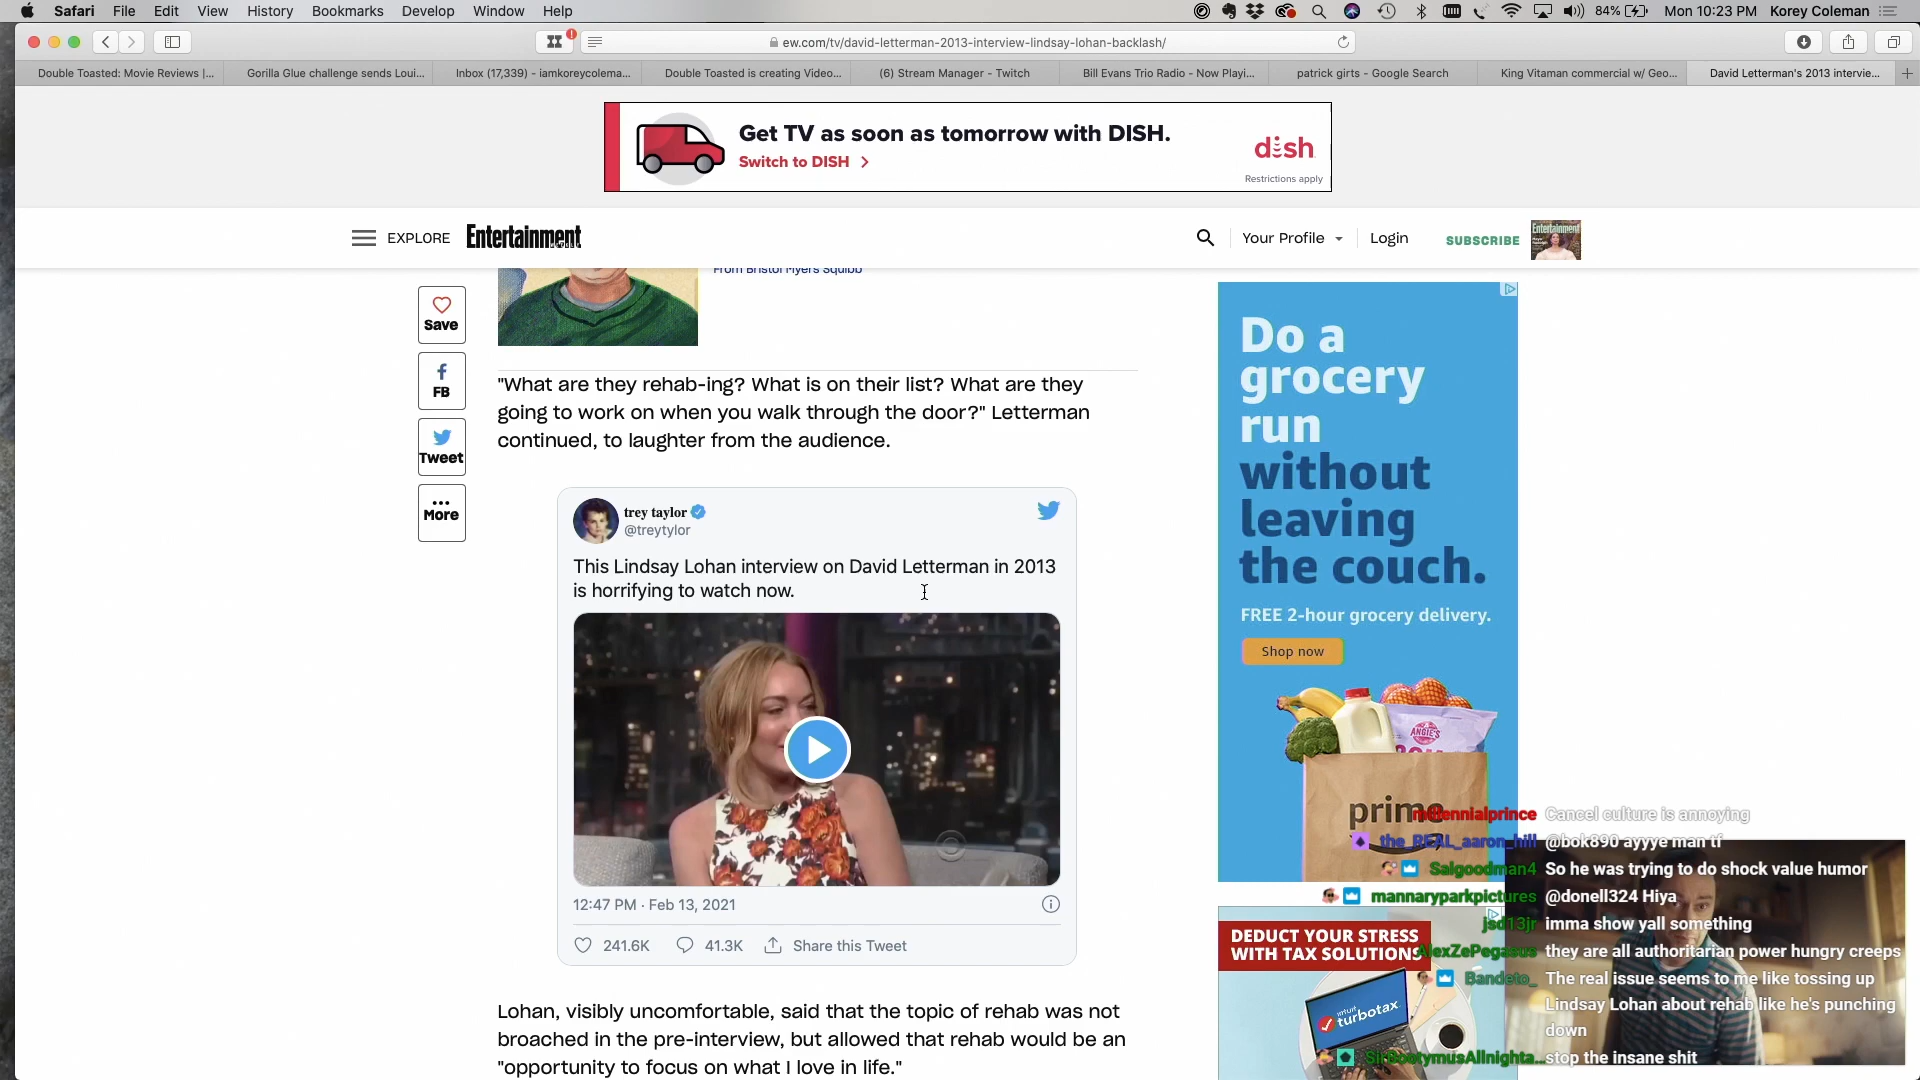 Safari File Edit View History Bookmarks Develop Window Help 84% Mon 10:23 PM Korey Coleman
ew.com/tv/david-letterman-2013-interview-lindsay-lohan-backlash/
Double Toasted: Movie Reviews |... Gorilla Glue challenge sends Loui... Inbox (17,339) - iamkoreycolema... Double Toasted is creating Video... (6) Stream Manager - Twitch Bill Evans Trio Radio - Now Playi... patrick girts - Google Search King Vitaman commercial w/ Geo... David Letterman's 2013 intervie...
Get TV as soon as tomorrow with DISH.
Switch to DISH >
dish
Restrictions apply
EXPLORE Entertainment Your Profile Login SUBSCRIBE
From Bristol Myers Squibb
Save
FB
Tweet
More
"What are they rehab-ing? What is on their list? What are they
going to work on when you walk through the door?" Letterman
continued, to laughter from the audience.
trey taylor
@treytylor
This Lindsay Lohan interview on David Letterman in 2013
is horrifying to watch now.
12:47 PM · Feb 13, 2021
241.6K 41.3K Share this Tweet
Lohan, visibly uncomfortable, said that the topic of rehab was not
broached in the pre-interview, but allowed that rehab would be an
"opportunity to focus on what I love in life."
Do a
grocery
run
without
leaving
the couch.
FREE 2-hour grocery delivery.
Shop now
ANGIE'S
prime
DEDUCT YOUR STRESS
WITH TAX SOLUTIONS
intuit
turbotax
millennialprince Cancel culture is annoying
the_REAL_aaron_hill @bok890 ayyye man tf
Saigoodman4 So he was trying to do shock value humor
mannaryparkpictures @donell324 Hiya
jsd13jr imma show yall something
AlexZePegasus they are all authoritarian power hungry creeps
Bandeto_ The real issue seems to me like tossing up
Lindsay Lohan about rehab like he's punching
down
SirBootymusAllnighta... stop the insane shit